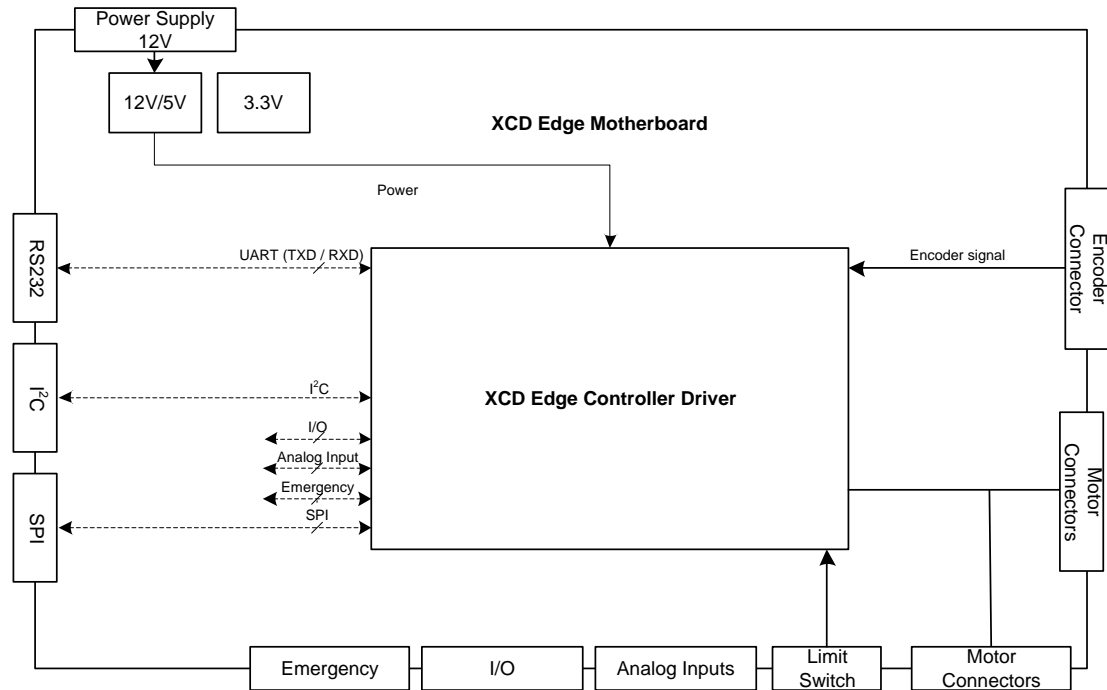 Power Supply
12V
12V/5V
3.3V
XCD Edge Motherboard
Power
RS232
UART (TXD / RXD)
Encoder signal
Encoder
Connector
I²C
I²C
XCD Edge Controller Driver
I/O
Analog Input
Emergency
SPI
SPI
Motor
Connectors
Emergency
I/O
Analog Inputs
Limit
Switch
Motor
Connectors